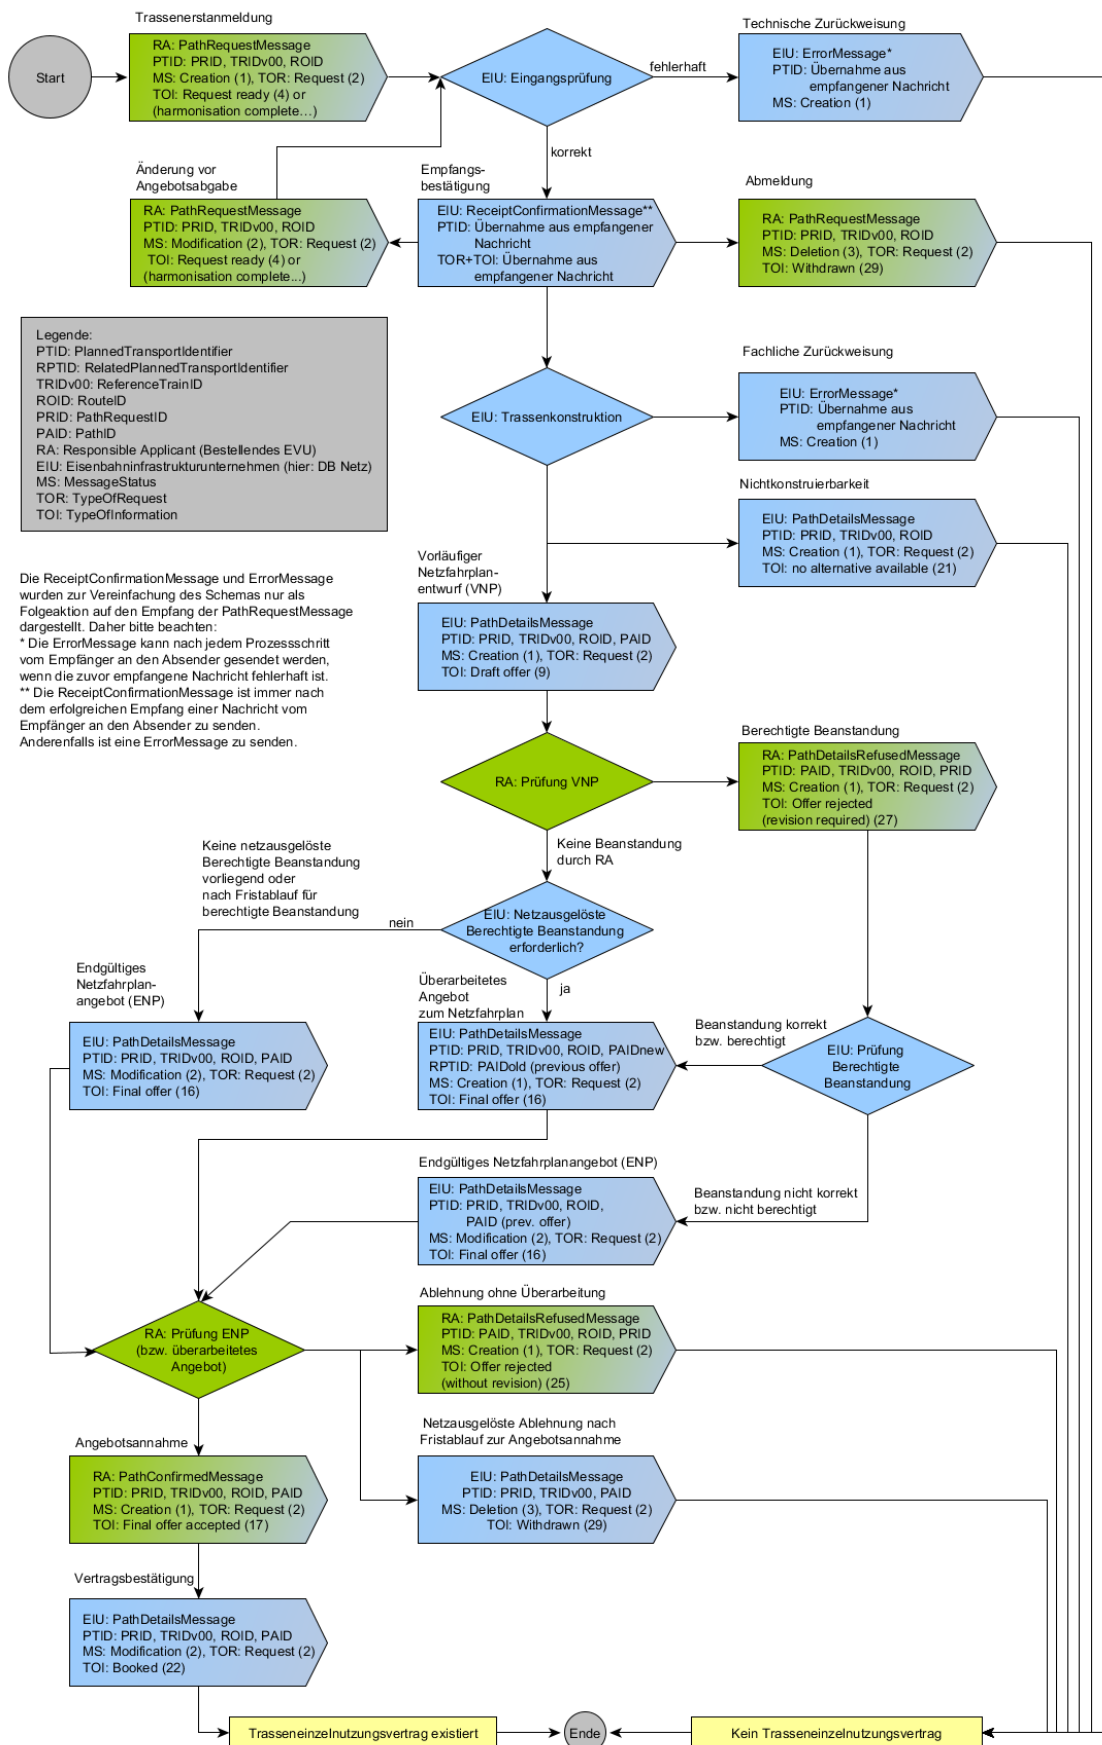 Trassenerstanmeldung
Start
RA: PathRequestMessage
PTID: PRID, TRIDv00, ROID
MS: Creation (1), TOR: Request (2)
TOI: Request ready (4) or
(harmonisation complete...)
EIU: Eingangsprüfung
fehlerhaft
korrekt
Technische Zurückweisung
EIU: ErrorMessage*
PTID: Übernahme aus
empfangener Nachricht
MS: Creation (1)
Änderung vor
Angebotsabgabe
RA: PathRequestMessage
PTID: PRID, TRIDv00, ROID
MS: Modification (2), TOR: Request (2)
TOI: Request ready (4) or
(harmonisation complete...)
Empfangs-
bestätigung
EIU: ReceiptConfirmationMessage**
PTID: Übernahme aus empfangener
Nachricht
TOR+TOI: Übernahme aus
empfangener Nachricht
Abmeldung
RA: PathRequestMessage
PTID: PRID, TRIDv00, ROID
MS: Deletion (3), TOR: Request (2)
TOI: Withdrawn (29)
Legende:
PTID: PlannedTransportIdentifier
RPTID: RelatedPlannedTransportIdentifier
TRIDv00: ReferenceTrainID
ROID: RouteID
PRID: PathRequestID
PAID: PathID
RA: Responsible Applicant (Bestellendes EVU)
EIU: Eisenbahninfrastrukturunternehmen (hier: DB Netz)
MS: MessageStatus
TOR: TypeOfRequest
TOI: TypeOfInformation
EIU: Trassenkonstruktion
Fachliche Zurückweisung
EIU: ErrorMessage*
PTID: Übernahme aus
empfangener Nachricht
MS: Creation (1)
Nichtkonstruierbarkeit
EIU: PathDetailsMessage
PTID: PRID, TRIDv00, ROID
MS: Creation (1), TOR: Request (2)
TOI: no alternative available (21)
Die ReceiptConfirmationMessage und ErrorMessage
wurden zur Vereinfachung des Schemas nur als
Folgeaktion auf den Empfang der PathRequestMessage
dargestellt. Daher bitte beachten:
* Die ErrorMessage kann nach jedem Prozessschritt
vom Empfänger an den Absender gesendet werden,
wenn die zuvor empfangene Nachricht fehlerhaft ist.
** Die ReceiptConfirmationMessage ist immer nach
dem erfolgreichen Empfang einer Nachricht vom
Empfänger an den Absender zu senden.
Anderenfalls ist eine ErrorMessage zu senden.
Vorläufiger
Netzfahrplan-
entwurf (VNP)
EIU: PathDetailsMessage
PTID: PRID, TRIDv00, ROID, PAID
MS: Creation (1), TOR: Request (2)
TOI: Draft offer (9)
RA: Prüfung VNP
Berechtigte Beanstandung
RA: PathDetailsRefusedMessage
PTID: PAID, TRIDv00, ROID, PRID
MS: Creation (1), TOR: Request (2)
TOI: Offer rejected
(revision required) (27)
Keine Beanstandung
durch RA
Keine netzausgelöste
Berechtigte Beanstandung
vorliegend oder
nach Fristablauf für
berechtigte Beanstandung
nein
EIU: Netzausgelöste
Berechtigte Beanstandung
erforderlich?
ja
Endgültiges
Netzfahrplan-
angebot (ENP)
EIU: PathDetailsMessage
PTID: PRID, TRIDv00, ROID, PAID
MS: Modification (2), TOR: Request (2)
TOI: Final offer (16)
Überarbeitetes
Angebot
zum Netzfahrplan
EIU: PathDetailsMessage
PTID: PRID, TRIDv00, ROID, PAIDnew
RPTID: PAIDold (previous offer)
MS: Creation (1), TOR: Request (2)
TOI: Final offer (16)
Beanstandung korrekt
bzw. berechtigt
EIU: Prüfung
Berechtigte
Beanstandung
Beanstandung nicht korrekt
bzw. nicht berechtigt
Endgültiges Netzfahrplanangebot (ENP)
EIU: PathDetailsMessage
PTID: PRID, TRIDv00, ROID,
PAID (prev. offer)
MS: Modification (2), TOR: Request (2)
TOI: Final offer (16)
RA: Prüfung ENP
(bzw. überarbeitetes
Angebot)
Ablehnung ohne Überarbeitung
RA: PathDetailsRefusedMessage
PTID: PAID, TRIDv00, ROID, PRID
MS: Creation (1), TOR: Request (2)
TOI: Offer rejected
(without revision) (25)
Netzausgelöste Ablehnung nach
Fristablauf zur Angebotsannahme
EIU: PathDetailsMessage
PTID: PRID, TRIDv00, PAID
MS: Deletion (3), TOR: Request (2)
TOI: Withdrawn (29)
Angebotsannahme
RA: PathConfirmedMessage
PTID: PRID, TRIDv00, ROID, PAID
MS: Creation (1), TOR: Request (2)
TOI: Final offer accepted (17)
Vertragsbestätigung
EIU: PathDetailsMessage
PTID: PRID, TRIDv00, ROID, PAID
MS: Modification (2), TOR: Request (2)
TOI: Booked (22)
Trasseneinzelnutzungsvertrag existiert
Ende
Kein Trasseneinzelnutzungsvertrag